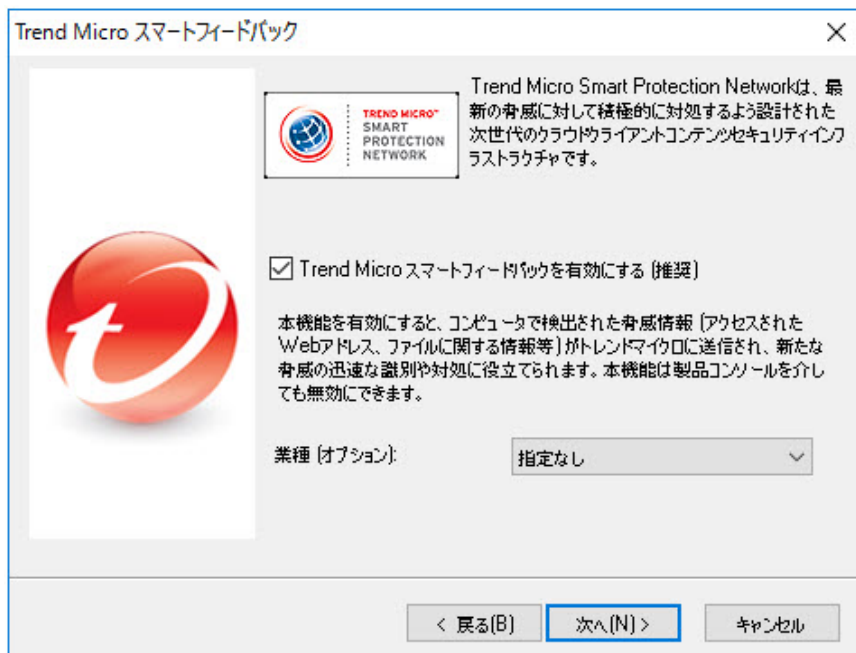 Trend Micro スマートフィードバック
TREND MICRO™
SMART
PROTECTION
NETWORK
Trend Micro Smart Protection Networkは、最
新の脅威に対して積極的に対処するよう設計された
次世代のクラウドクライアントコンテンツセキュリティインフ
ラストラクチャです。
Trend Micro スマートフィードバックを有効にする (推奨)
本機能を有効にすると、コンピュータで検出された脅威情報 (アクセスされた
Webアドレス、ファイルに関する情報等) がトレンドマイクロに送信され、新たな
脅威の迅速な識別や対処に役立てられます。本機能は製品コンソールを介し
ても無効にできます。
業種 (オプション):
指定なし
< 戻る(B)
次へ(N) >
キャンセル